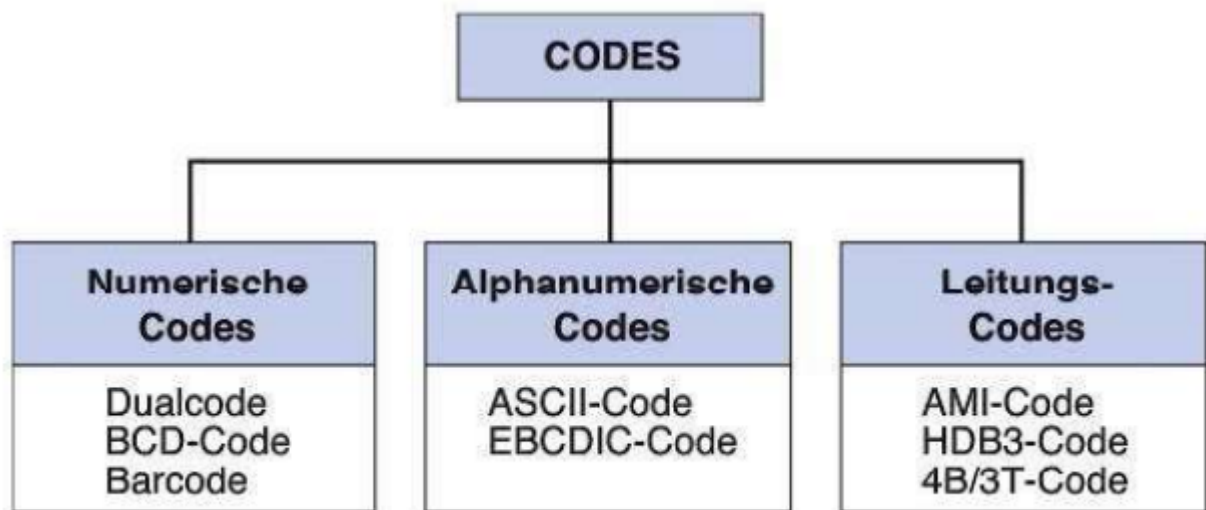 CODES
Numerische
Codes
Dualcode
BCD-Code
Barcode
Alphanumerische
Codes
ASCII-Code
EBCDIC-Code
Leitungs-
Codes
AMI-Code
HDB3-Code
4B/3T-Code